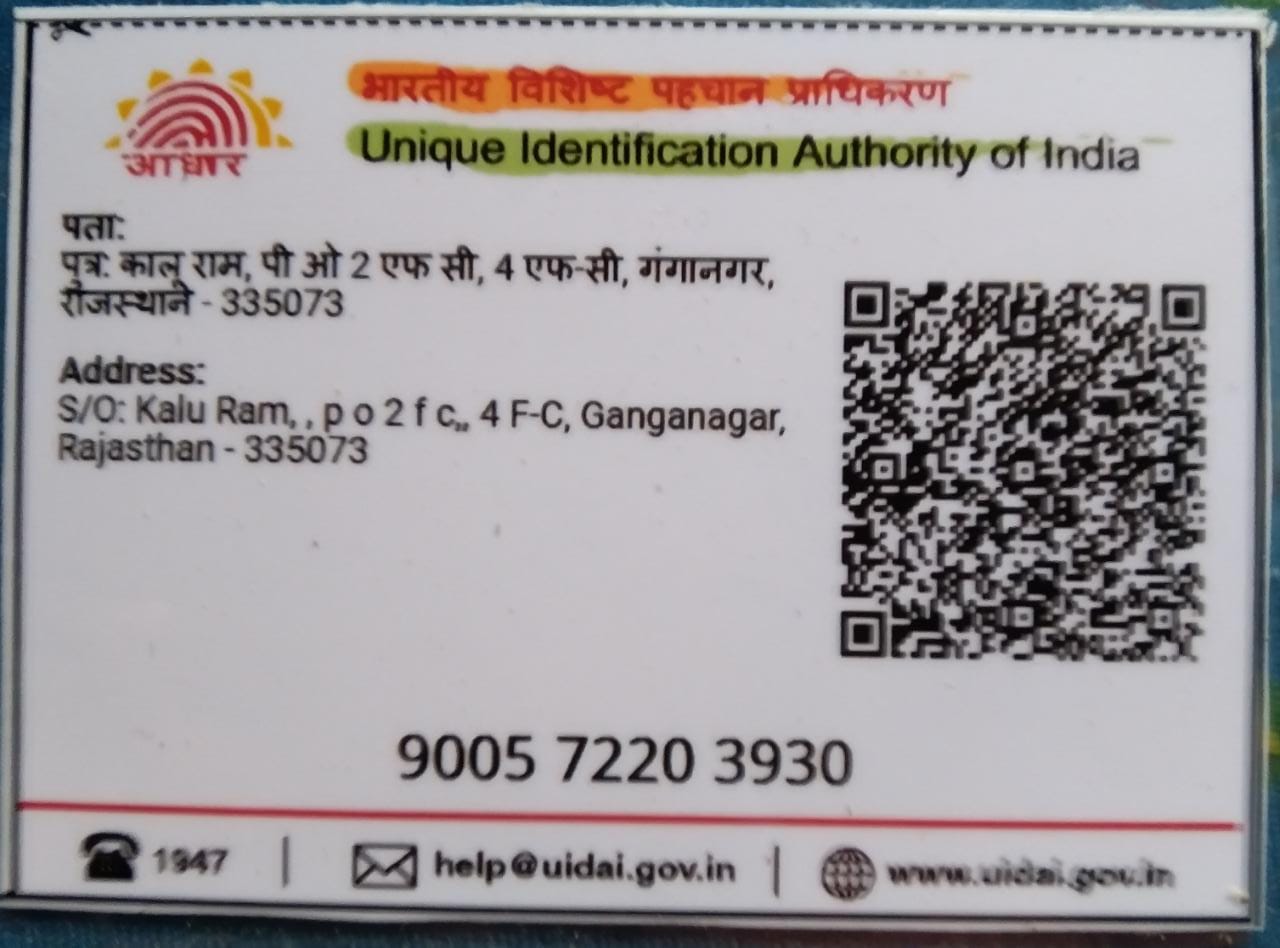 आधार
भारतीय विशिष्ट पहचान प्राधिकरण
Unique Identification Authority of India
पता:
पुत्र: कालू राम, पी ओ 2 एफ सी, 4 एफ-सी, गंगानगर,
राजस्थान - 335073
Address:
S/O: Kalu Ram, , p o 2 f c,, 4 F-C, Ganganagar,
Rajasthan - 335073
9005 7220 3930
1947 | help@uidai.gov.in | www.uidai.gov.in